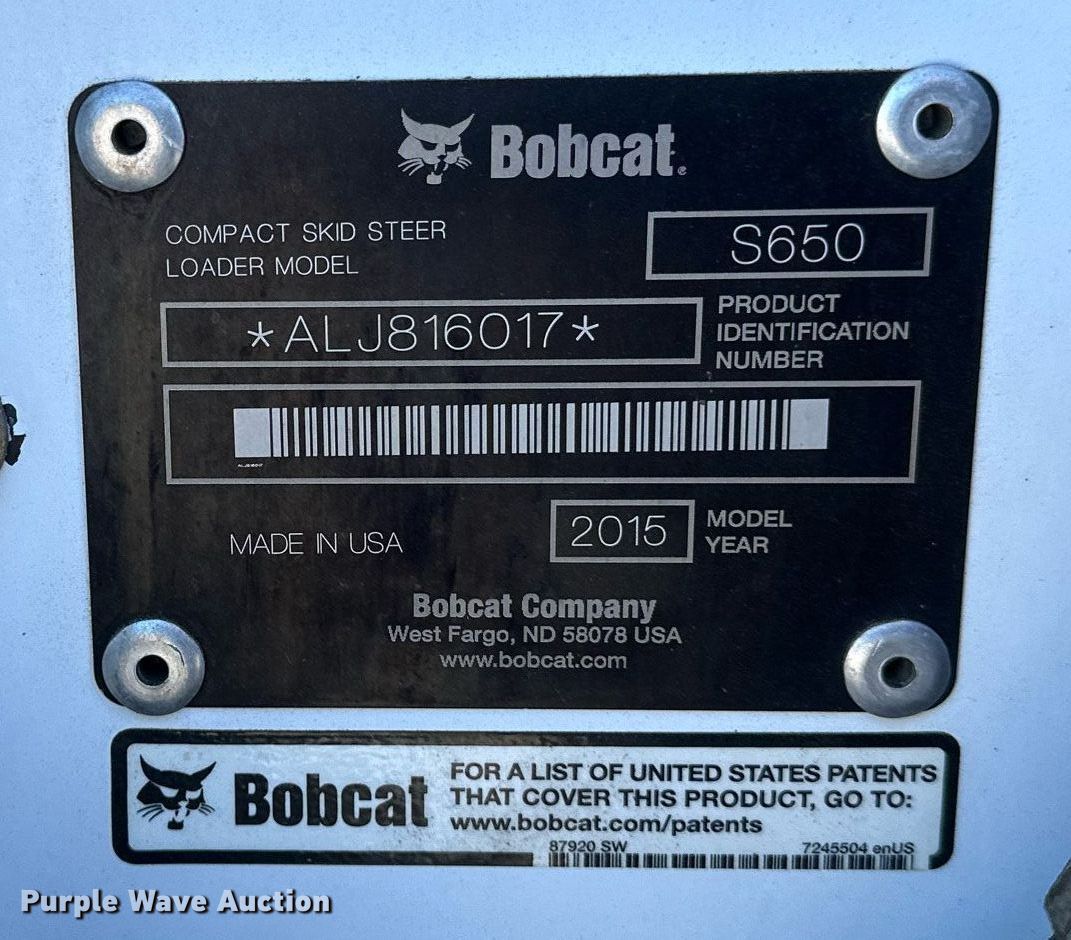 Bobcat®
COMPACT SKID STEER
LOADER MODEL
S650
*ALJ816017*
PRODUCT
IDENTIFICATION
NUMBER
ALJ816017
MADE IN USA
2015
MODEL
YEAR
Bobcat Company
West Fargo, ND 58078 USA
www.bobcat.com
Bobcat
FOR A LIST OF UNITED STATES PATENTS
THAT COVER THIS PRODUCT, GO TO:
www.bobcat.com/patents
87920 SW
7245504 enUS
Purple Wave Auction